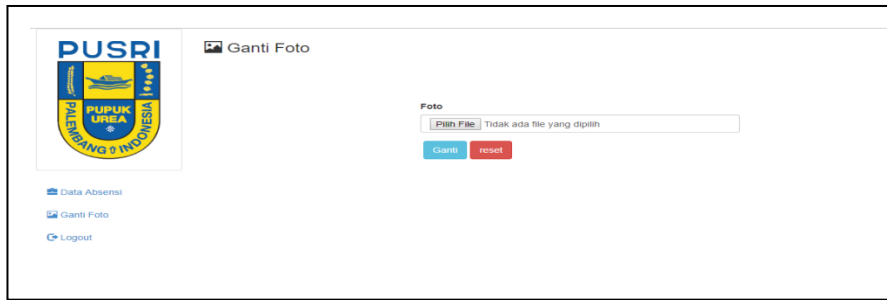 PUSRI
PUPUK
UREA
PALEMBANG INDONESIA
Ganti Foto
Foto
Pilih File Tidak ada file yang dipilih
Ganti reset
Data Absensi
Ganti Foto
Logout